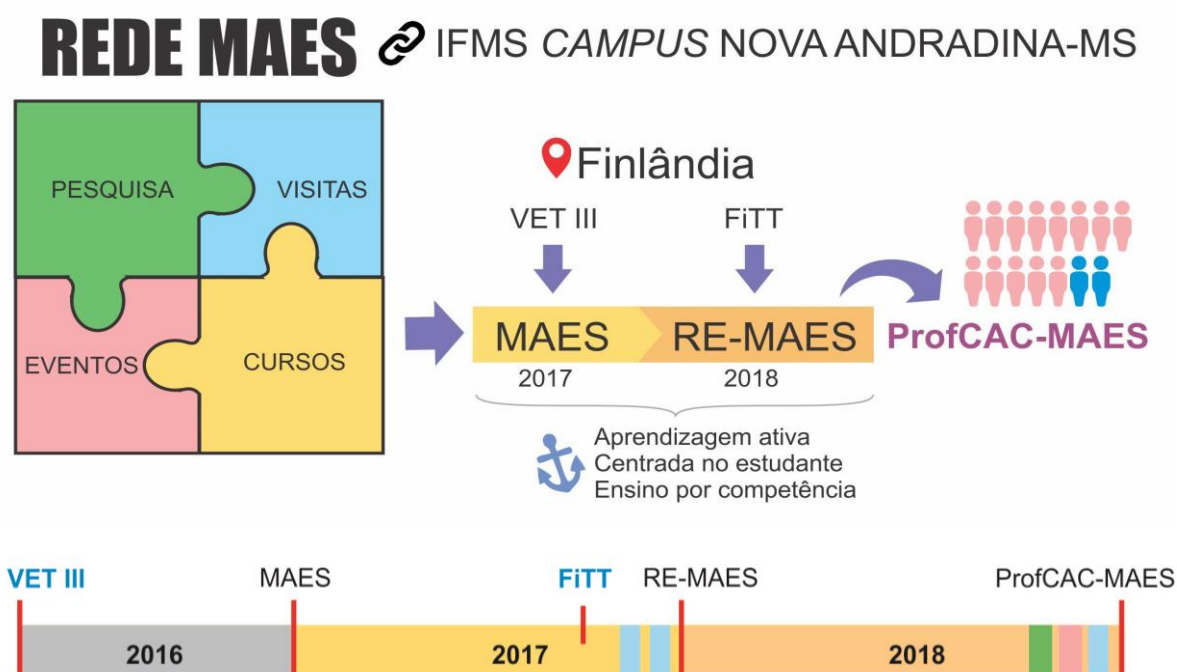 REDE MAES IFMS CAMPUS NOVA ANDRADINA-MS
PESQUISA
VISITAS
EVENTOS
CURSOS
Finlândia
VET III
FiTT
MAES
RE-MAES
2017
2018
ProfCAC-MAES
Aprendizagem ativa
Centrada no estudante
Ensino por competência
VET III
MAES
FiTT
RE-MAES
ProfCAC-MAES
2016
2017
2018